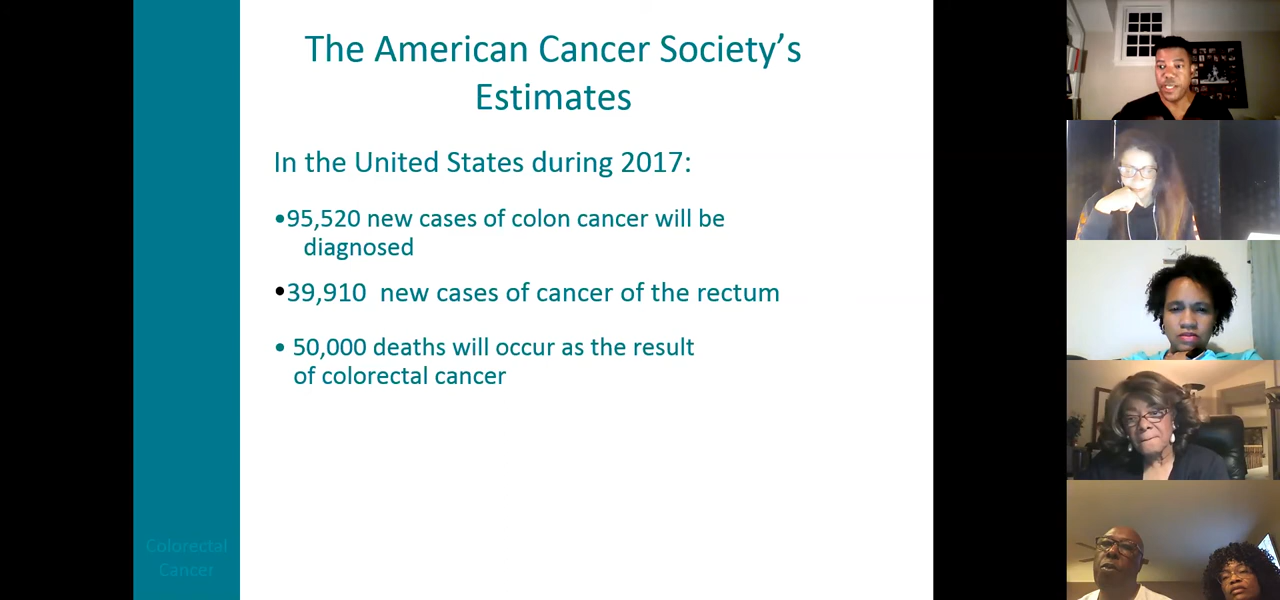 The American Cancer Society’s
Estimates
In the United States during 2017:
•95,520 new cases of colon cancer will be
diagnosed
•39,910  new cases of cancer of the rectum
• 50,000 deaths will occur as the result
of colorectal cancer
Colorectal
Cancer